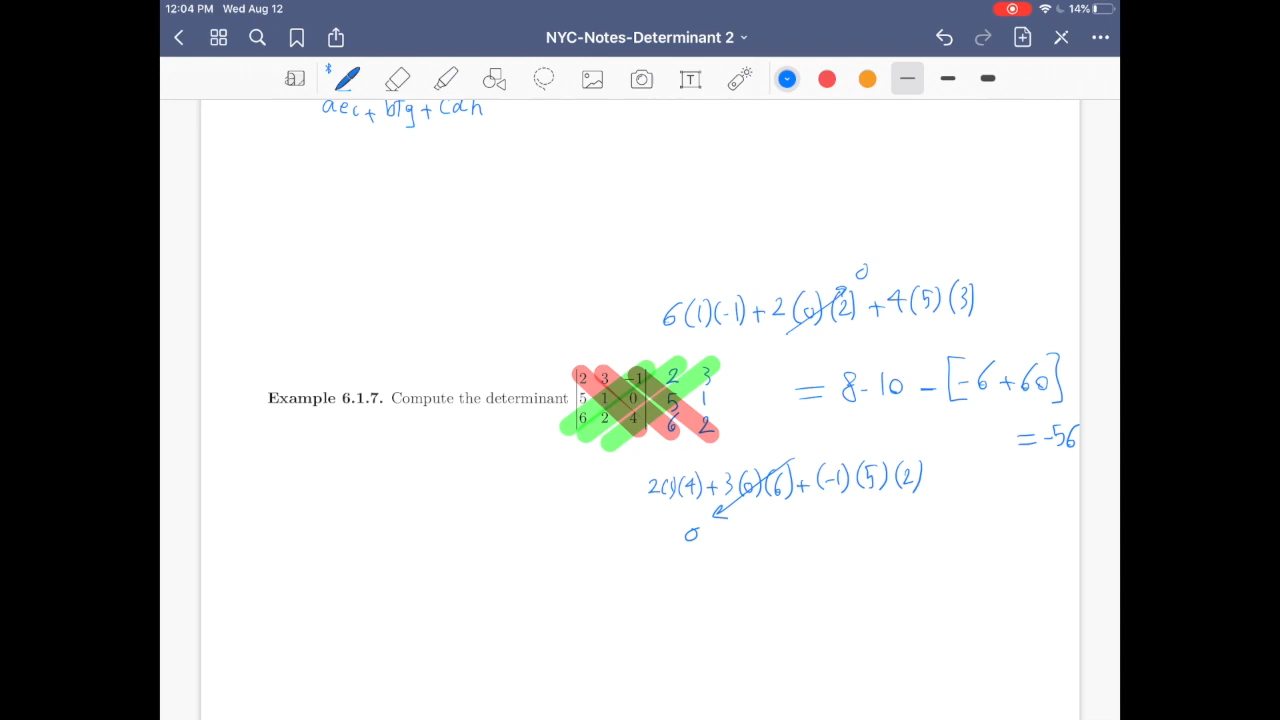 12:04 PM Wed Aug 12 14%
NYC-Notes-Determinant 2
aec + bfg + cdh
0
6(1)(-1) + 2(0)(2) + 4(5)(3)
Example 6.1.7. Compute the determinant
2 3 −1 2 3
5 1 0 5 1
6 2 4 6 2
= 8-10 - [-6+60]
= -56
2(1)(4) + 3(0)(6) + (-1)(5)(2)
0